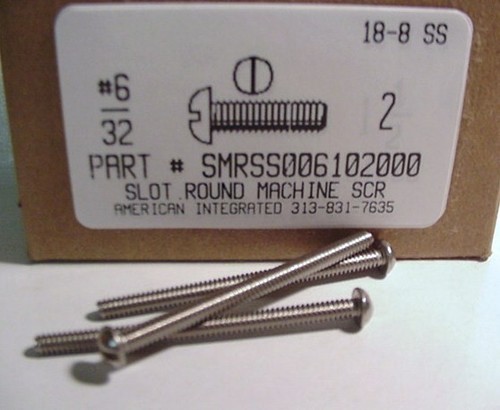 18-8 SS
#6
32
2
PART # SMRSS006102000
SLOT ROUND MACHINE SCR
AMERICAN INTEGRATED 313-831-7635